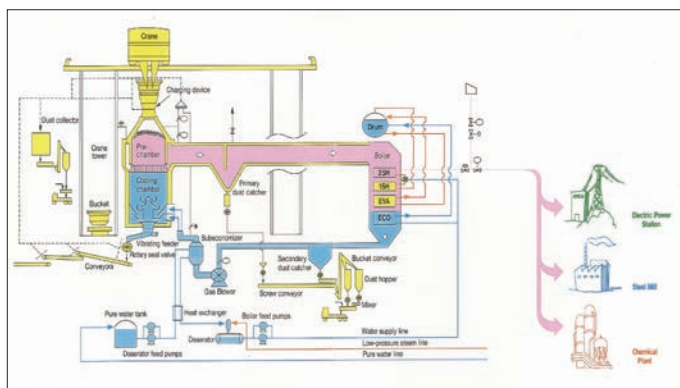 Crane
Charging device
Dust collector
Crane
tower
Pre-
chamber
Bucket
Cooling
chamber
Primary
dust catcher
Drum
Boiler
2SH
1SH
EVA
ECO
Vibrating feeder
Rotary seal valve
Conveyors
Subeconomizer
Gas Blower
Secondary
dust catcher
Bucket conveyor
Dust hopper
Screw conveyor
Mixer
Pure water tank
Heat exchanger
Boiler feed pumps
Deaerator
Deaerator feed pumps
Water supply line
Low-pressure steam line
Pure water line
Electric Power
Station
Steel Mill
Chemical
Plant